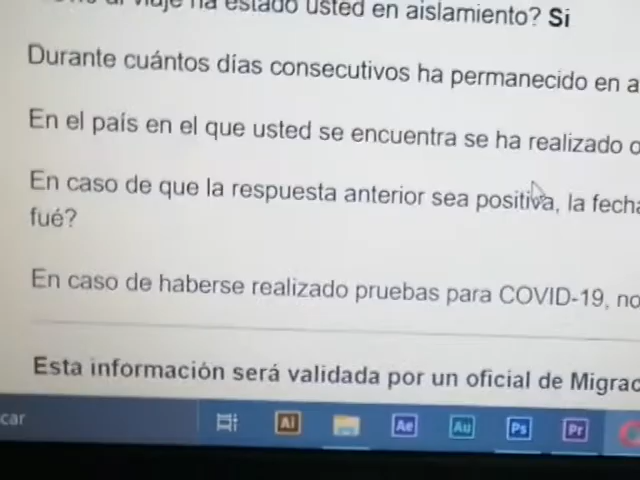 viaje ha estado usted en aislamiento? Si
Durante cuántos días consecutivos ha permanecido en a
En el país en el que usted se encuentra se ha realizado
En caso de que la respuesta anterior sea positiva, la fecha
fué?
En caso de haberse realizado pruebas para COVID-19, no
Esta información será validada por un oficial de Migrac
car
Ai Ae Au Ps Pr